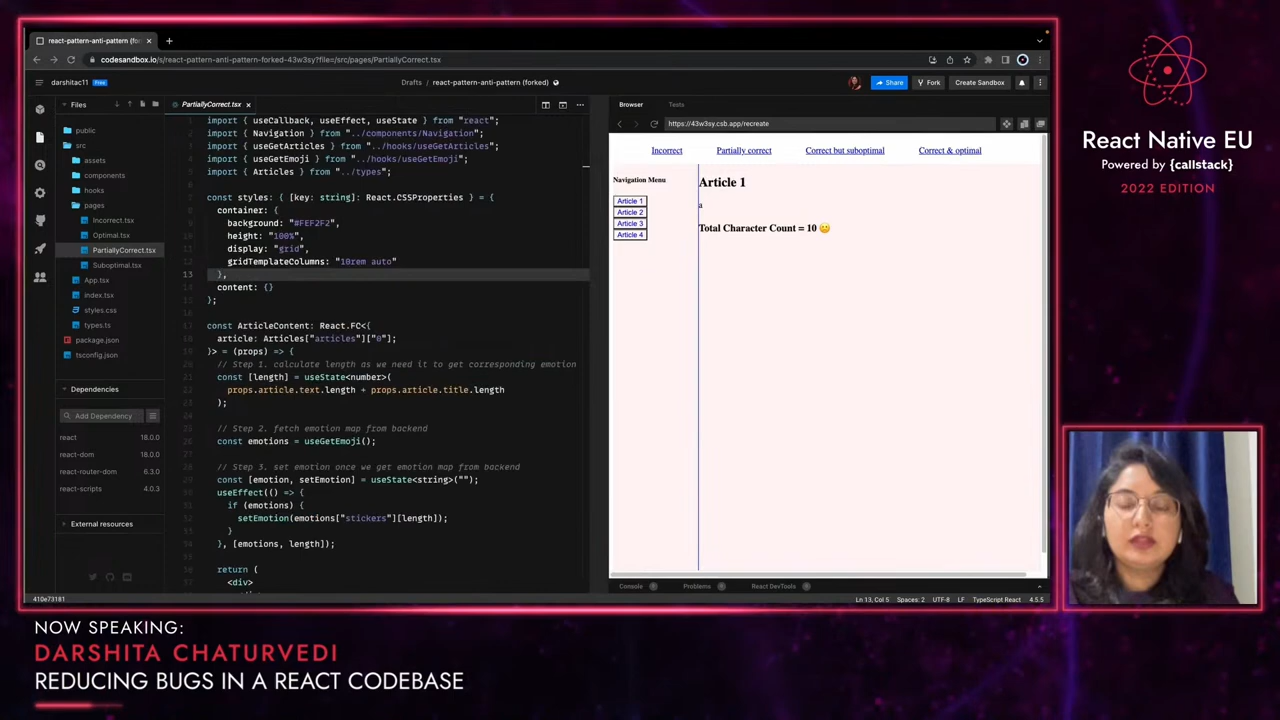 react-pattern-anti-pattern (for
codesandbox.io/s/react-pattern-anti-pattern-forked-43w3sy?file=/src/pages/PartiallyCorrect.tsx
darshitac11 Free
Drafts / react-pattern-anti-pattern (forked)
Share
Fork
Create Sandbox
Files
public
src
assets
components
hooks
pages
Incorrect.tsx
Optimal.tsx
PartiallyCorrect.tsx
Suboptimal.tsx
App.tsx
index.tsx
styles.css
types.ts
package.json
tsconfig.json
Dependencies
Add Dependency
react 18.0.0
react-dom 18.0.0
react-router-dom 6.3.0
react-scripts 4.0.3
External resources
410e73181
PartiallyCorrect.tsx
import { useCallback, useEffect, useState } from "react";
import { Navigation } from "../components/Navigation";
import { useGetArticles } from "../hooks/useGetArticles";
import { useGetEmoji } from "../hooks/useGetEmoji";
import { Articles } from "../types";
const styles: { [key: string]: React.CSSProperties } = {
container: {
background: "#FEF2F2",
height: "100%",
display: "grid",
gridTemplateColumns: "10rem auto"
},
content: {}
};
const ArticleContent: React.FC<{
article: Articles["articles"]["0"];
}> = (props) => {
// Step 1. calculate length as we need it to get corresponding emotion
const [length] = useState<number>(
props.article.text.length + props.article.title.length
);
// Step 2. fetch emotion map from backend
const emotions = useGetEmoji();
// Step 3. set emotion once we get emotion map from backend
const [emotion, setEmotion] = useState<string>("");
useEffect(() => {
if (emotions) {
setEmotion(emotions["stickers"][length]);
}
}, [emotions, length]);
return (
<div>
Browser
Tests
https://43w3sy.csb.app/recreate
Incorrect
Partially correct
Correct but suboptimal
Correct & optimal
Navigation Menu
Article 1
Article 2
Article 3
Article 4
Article 1
a
Total Character Count = 10 
Console
Problems
React DevTools
Ln 13, Col 5
Spaces: 2
UTF-8
LF
TypeScript React
4.5.5
React Native EU
Powered by {callstack}
2022 EDITION
NOW SPEAKING:
DARSHITA CHATURVEDI
REDUCING BUGS IN A REACT CODEBASE